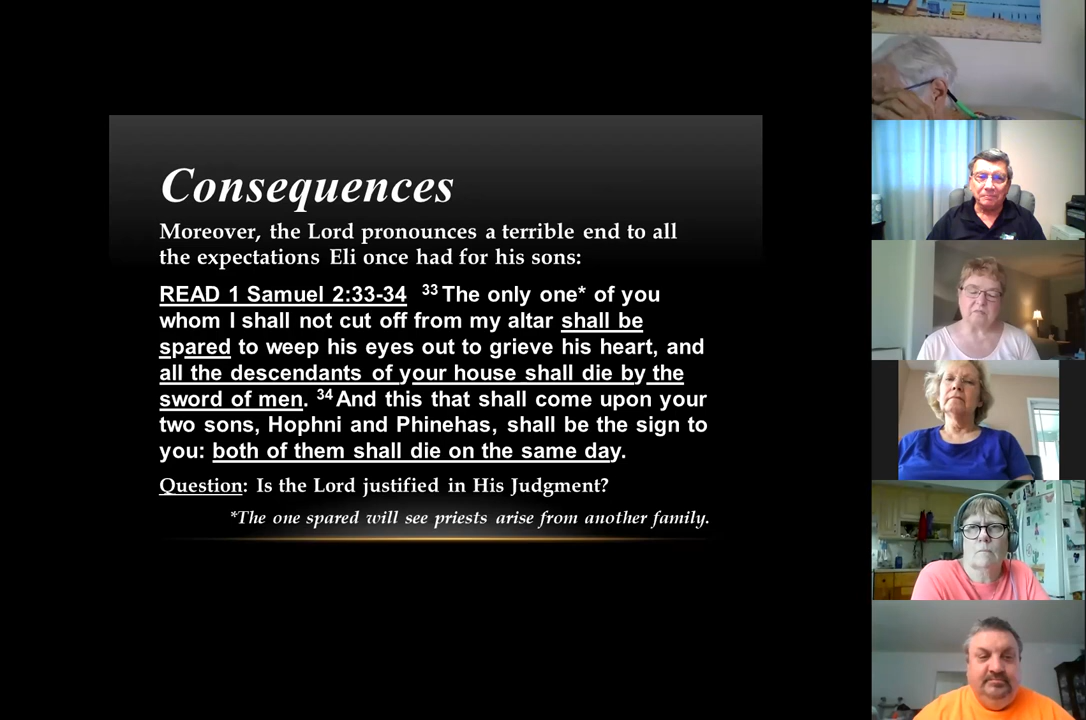 Consequences
Moreover, the Lord pronounces a terrible end to all
the expectations Eli once had for his sons:
READ 1 Samuel 2:33-34 33 The only one* of you
whom I shall not cut off from my altar shall be
spared to weep his eyes out to grieve his heart, and
all the descendants of your house shall die by the
sword of men. 34 And this that shall come upon your
two sons, Hophni and Phinehas, shall be the sign to
you: both of them shall die on the same day.
Question: Is the Lord justified in His Judgment?
*The one spared will see priests arise from another family.